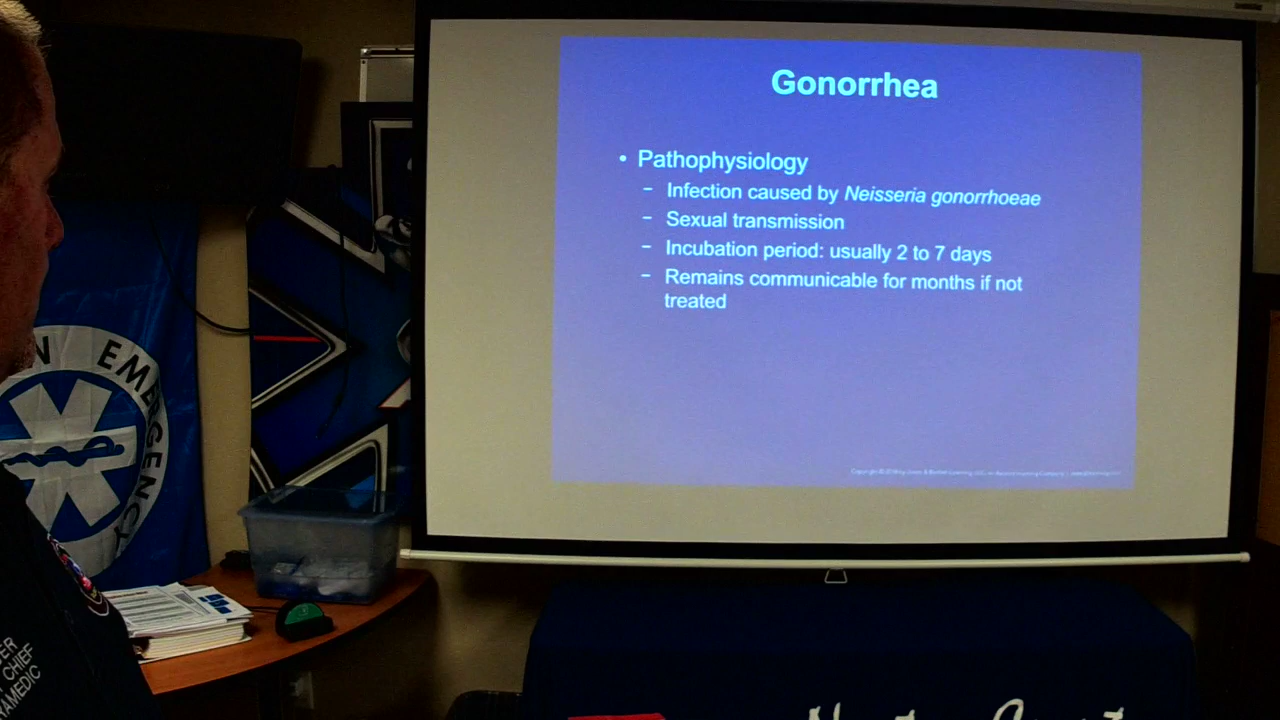 Gonorrhea
• Pathophysiology
– Infection caused by Neisseria gonorrhoeae
– Sexual transmission
– Incubation period: usually 2 to 7 days
– Remains communicable for months if not
treated
N EMERGENCY
CHIEF